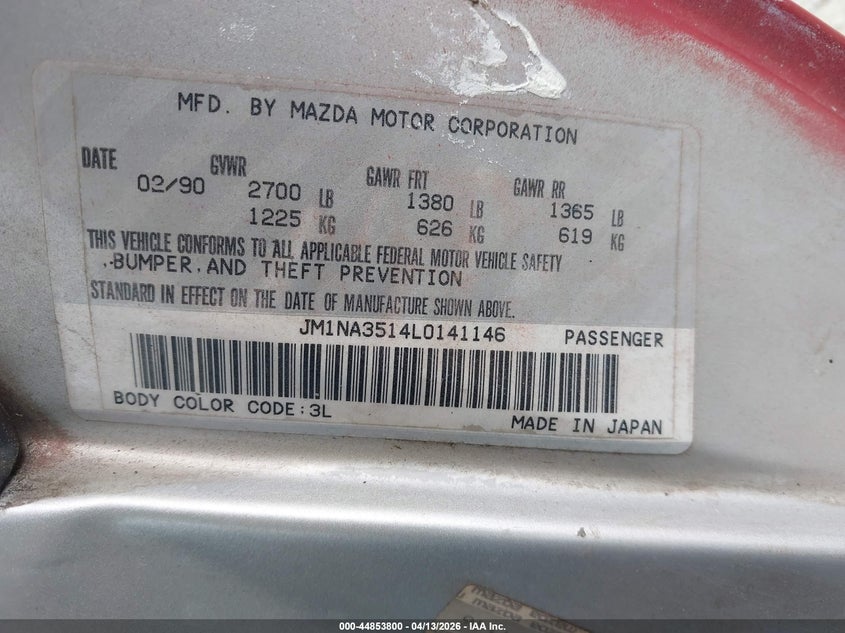 MFD. BY MAZDA MOTOR CORPORATION
DATE 02/90 GVWR 2700 LB GAWR FRT 1380 LB GAWR RR 1365 LB
1225 KG 626 KG 619 KG
THIS VEHICLE CONFORMS TO ALL APPLICABLE FEDERAL MOTOR VEHICLE SAFETY
,BUMPER,AND THEFT PREVENTION
STANDARD IN EFFECT ON THE DATE OF MANUFACTURE SHOWN ABOVE.
JM1NA3514L0141146 PASSENGER
BODY COLOR CODE:3L
MADE IN JAPAN
000-44853800 - 04/13/2026 - IAA Inc.